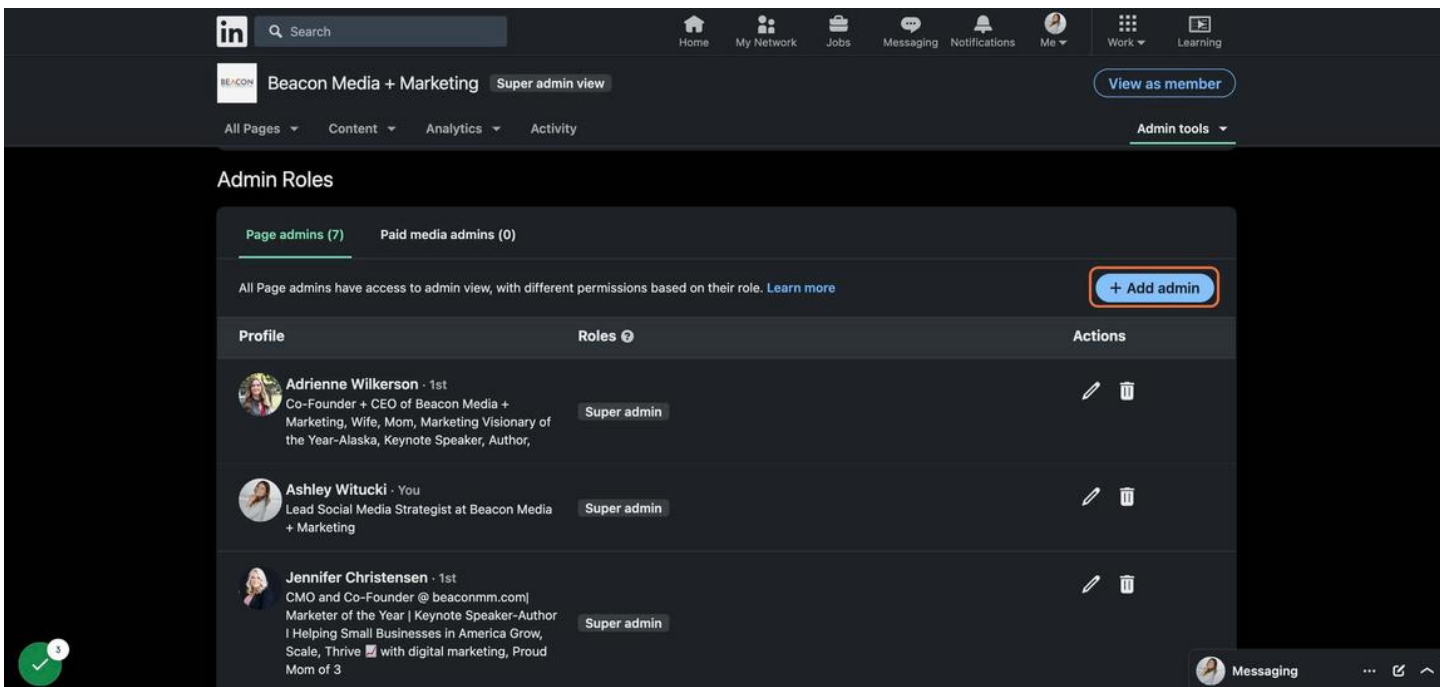 in
Search
Home
My Network
Jobs
Messaging
Notifications
Me
Work
Learning
BEACON
Beacon Media + Marketing
Super admin view
View as member
All Pages
Content
Analytics
Activity
Admin tools
Admin Roles
Page admins (7)
Paid media admins (0)
All Page admins have access to admin view, with different permissions based on their role. Learn more
+ Add admin
Profile
Roles
Actions
Adrienne Wilkerson · 1st
Co-Founder + CEO of Beacon Media +
Marketing, Wife, Mom, Marketing Visionary of
the Year-Alaska, Keynote Speaker, Author,
Super admin
Ashley Witucki · You
Lead Social Media Strategist at Beacon Media
+ Marketing
Super admin
Jennifer Christensen · 1st
CMO and Co-Founder @ beaconmm.com|
Marketer of the Year | Keynote Speaker-Author
I Helping Small Businesses in America Grow,
Scale, Thrive 📈 with digital marketing, Proud
Mom of 3
Super admin
3
Messaging